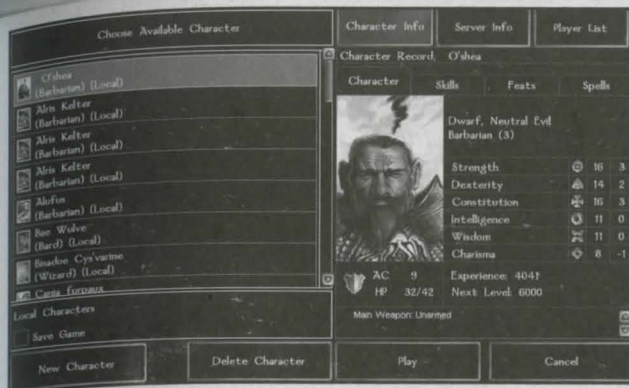 Choose Available Character
Character Info
Server Info
Player List
O'shea
(Barbarian) (Local)
Alris Kelter
(Barbarian) (Local)
Alris Kelter
(Barbarian) (Local)
Alris Kelter
(Barbarian) (Local)
Alufus
(Barbarian) (Local)
Bae Wulve
(Bard) (Local)
Bisadoe Cys'varine
(Wizard) (Local)
Local Characters
Save Game
New Character
Delete Character
Character Record, O'shea
Character
Skills
Feats
Spells
Dwarf, Neutral Evil
Barbarian (3)
Strength 16 3
Dexterity 14 2
Constitution 16 3
Intelligence 11 0
Wisdom 11 0
Charisma 8 -1
AC 9
HP 32/42
Experience: 4041
Next Level: 6000
Main Weapon: Unarmed
Play
Cancel